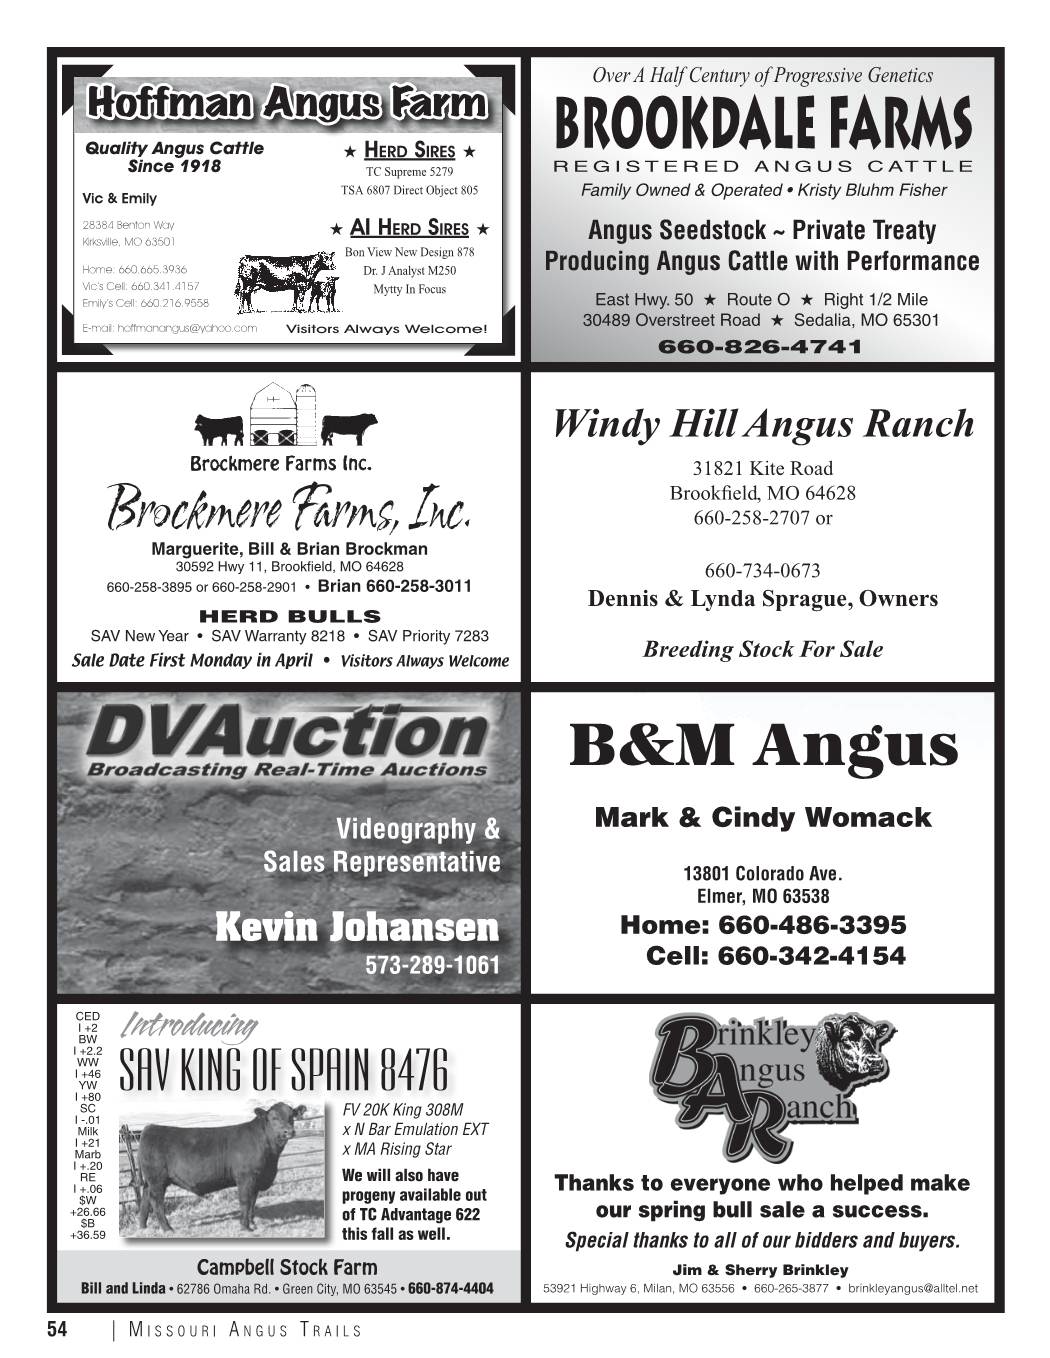 Hoffman Angus Farm
Quality Angus Cattle
Since 1918
Vic & Emily
28384 Benton Way
Kirksville, MO 63501
Home: 660.665.3936
Vic's Cell: 660.341.4157
Emily's Cell: 660.216.9558
E-mail: hoffmanangus@yahoo.com
★ HERD SIRES ★
TC Supreme 5279
TSA 6807 Direct Object 805
★ AI HERD SIRES ★
Bon View New Design 878
Dr. J Analyst M250
Mytty In Focus
Visitors Always Welcome!
Over A Half Century of Progressive Genetics
BROOKDALE FARMS
REGISTERED ANGUS CATTLE
Family Owned & Operated • Kristy Bluhm Fisher
Angus Seedstock ~ Private Treaty
Producing Angus Cattle with Performance
East Hwy. 50 ★ Route O ★ Right 1/2 Mile
30489 Overstreet Road ★ Sedalia, MO 65301
660-826-4741
Brockmere Farms Inc.
Brockmere Farms, Inc.
Marguerite, Bill & Brian Brockman
30592 Hwy 11, Brookfield, MO 64628
660-258-3895 or 660-258-2901 • Brian 660-258-3011
HERD BULLS
SAV New Year • SAV Warranty 8218 • SAV Priority 7283
Sale Date First Monday in April • Visitors Always Welcome
Windy Hill Angus Ranch
31821 Kite Road
Brookfield, MO 64628
660-258-2707 or
660-734-0673
Dennis & Lynda Sprague, Owners
Breeding Stock For Sale
DVAuction
Broadcasting Real-Time Auctions
Videography &
Sales Representative
Kevin Johansen
573-289-1061
B&M Angus
Mark & Cindy Womack
13801 Colorado Ave.
Elmer, MO 63538
Home: 660-486-3395
Cell: 660-342-4154
CED
I +2
BW
I +2.2
WW
I +46
YW
I +80
SC
I -.01
Milk
I +21
Marb
I +.20
RE
I +.06
$W
+26.66
$B
+36.59
Introducing
SAV KING OF SPAIN 8476
FV 20K King 308M
x N Bar Emulation EXT
x MA Rising Star
We will also have
progeny available out
of TC Advantage 622
this fall as well.
Campbell Stock Farm
Bill and Linda • 62786 Omaha Rd. • Green City, MO 63545 • 660-874-4404
Brinkley
Angus
Ranch
Thanks to everyone who helped make
our spring bull sale a success.
Special thanks to all of our bidders and buyers.
Jim & Sherry Brinkley
53921 Highway 6, Milan, MO 63556 • 660-265-3877 • brinkleyangus@alltel.net
54 | MISSOURI ANGUS TRAILS